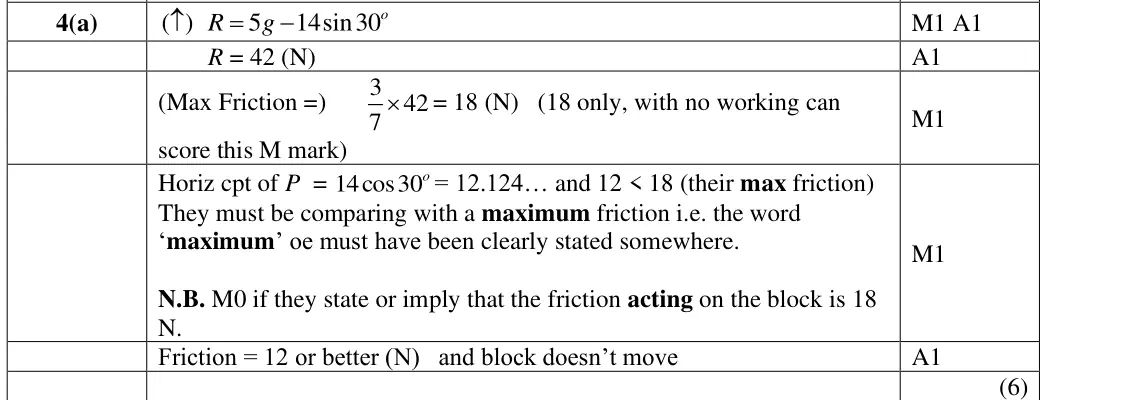 4(a) (↑) R = 5g − 14 sin 30° M1 A1
R = 42 (N) A1
(Max Friction =) 3/7 × 42 = 18 (N) (18 only, with no working can
score this M mark) M1
Horiz cpt of P = 14 cos 30° = 12.124… and 12 < 18 (their max friction)
They must be comparing with a maximum friction i.e. the word
‘maximum’ oe must have been clearly stated somewhere.
M1
N.B. M0 if they state or imply that the friction acting on the block is 18
N.
Friction = 12 or better (N) and block doesn’t move A1
(6)